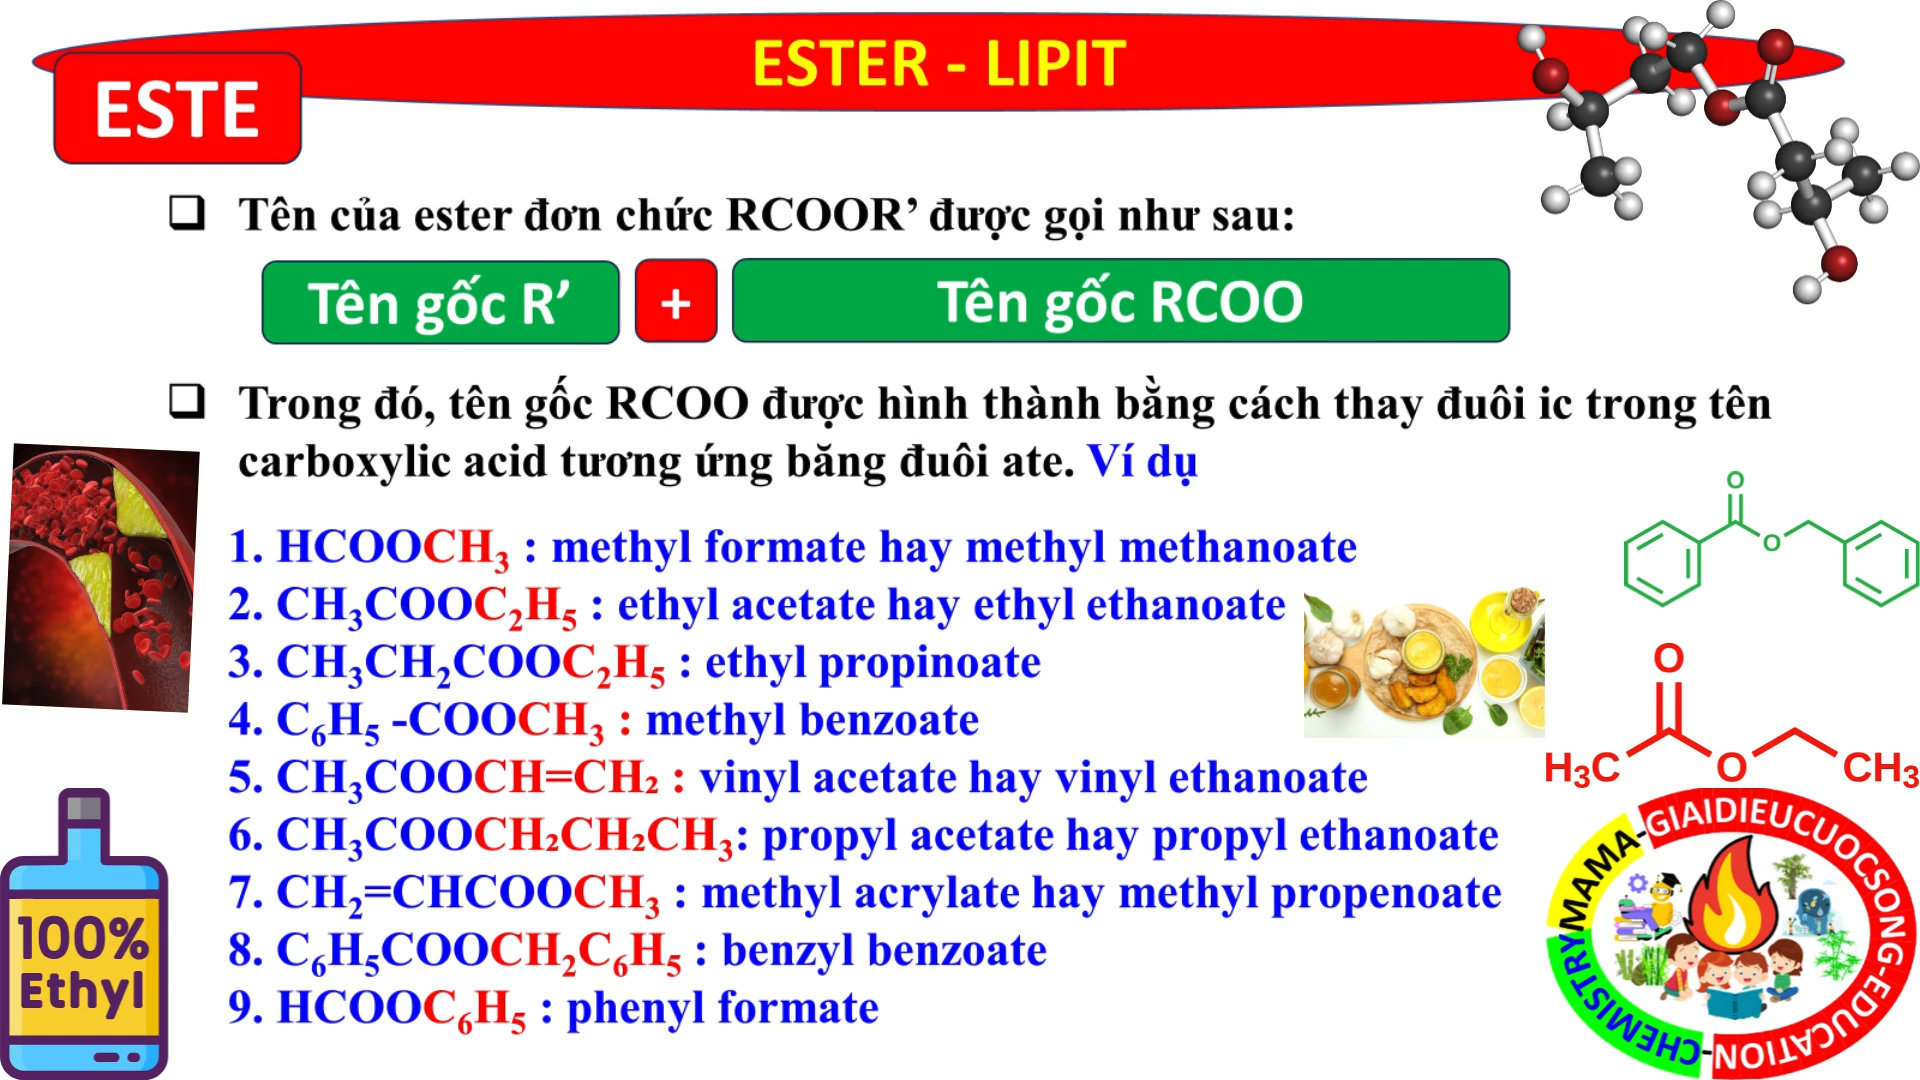 ESTER - LIPIT
ESTE
❑ Tên của ester đơn chức RCOOR’ được gọi như sau:
Tên gốc R’ + Tên gốc RCOO
❑ Trong đó, tên gốc RCOO được hình thành bằng cách thay đuôi ic trong tên
carboxylic acid tương ứng băng đuôi ate. Ví dụ
1. HCOOCH₃ : methyl formate hay methyl methanoate
2. CH₃COOC₂H₅ : ethyl acetate hay ethyl ethanoate
3. CH₃CH₂COOC₂H₅ : ethyl propinoate
4. C₆H₅ -COOCH₃ : methyl benzoate
5. CH₃COOCH=CH₂ : vinyl acetate hay vinyl ethanoate
6. CH₃COOCH₂CH₂CH₃: propyl acetate hay propyl ethanoate
7. CH₂=CHCOOCH₃ : methyl acrylate hay methyl propenoate
8. C₆H₅COOCH₂C₆H₅ : benzyl benzoate
9. HCOOC₆H₅ : phenyl formate
O
O
O
H₃C O CH₃
100%
Ethyl
CHEMISTRYMAMA-GIAIDIEUCUOCSONG-EDUCATION-